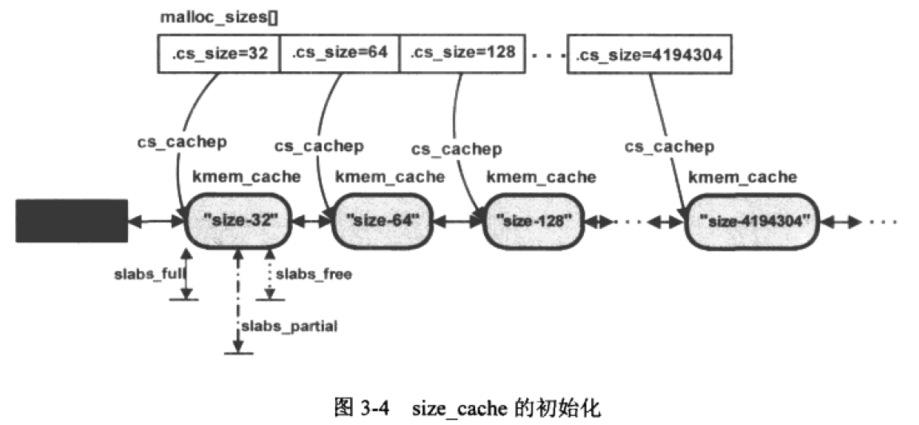 malloc_sizes[]
.cs_size=32 .cs_size=64 .cs_size=128 · · · .cs_size=4194304
cs_cachep cs_cachep cs_cachep cs_cachep
kmem_cache kmem_cache kmem_cache kmem_cache
"size-32" "size-64" "size-128" · · · "size-4194304" · · ·
slabs_full slabs_free
slabs_partial
图 3-4 size_cache 的初始化